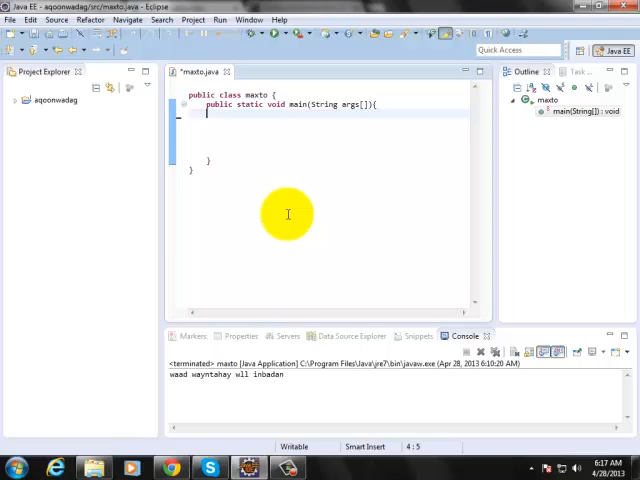 Java EE - aqoonwadag/src/maxto.java - Eclipse
File Edit Source Refactor Navigate Search Project Run Window Help
Quick Access
Java EE
Project Explorer
*maxto.java
Outline
Task ...
aqoonwadag
public class maxto {
public static void main(String args[]){
}
}
maxto
main(String[]) : void
Markers
Properties
Servers
Data Source Explorer
Snippets
Console
<terminated> maxto [Java Application] C:\Program Files\Java\jre7\bin\javaw.exe (Apr 28, 2013 6:10:20 AM)
waad wayntahay wll inbadan
Writable
Smart Insert
4 : 5
6:17 AM
4/28/2013